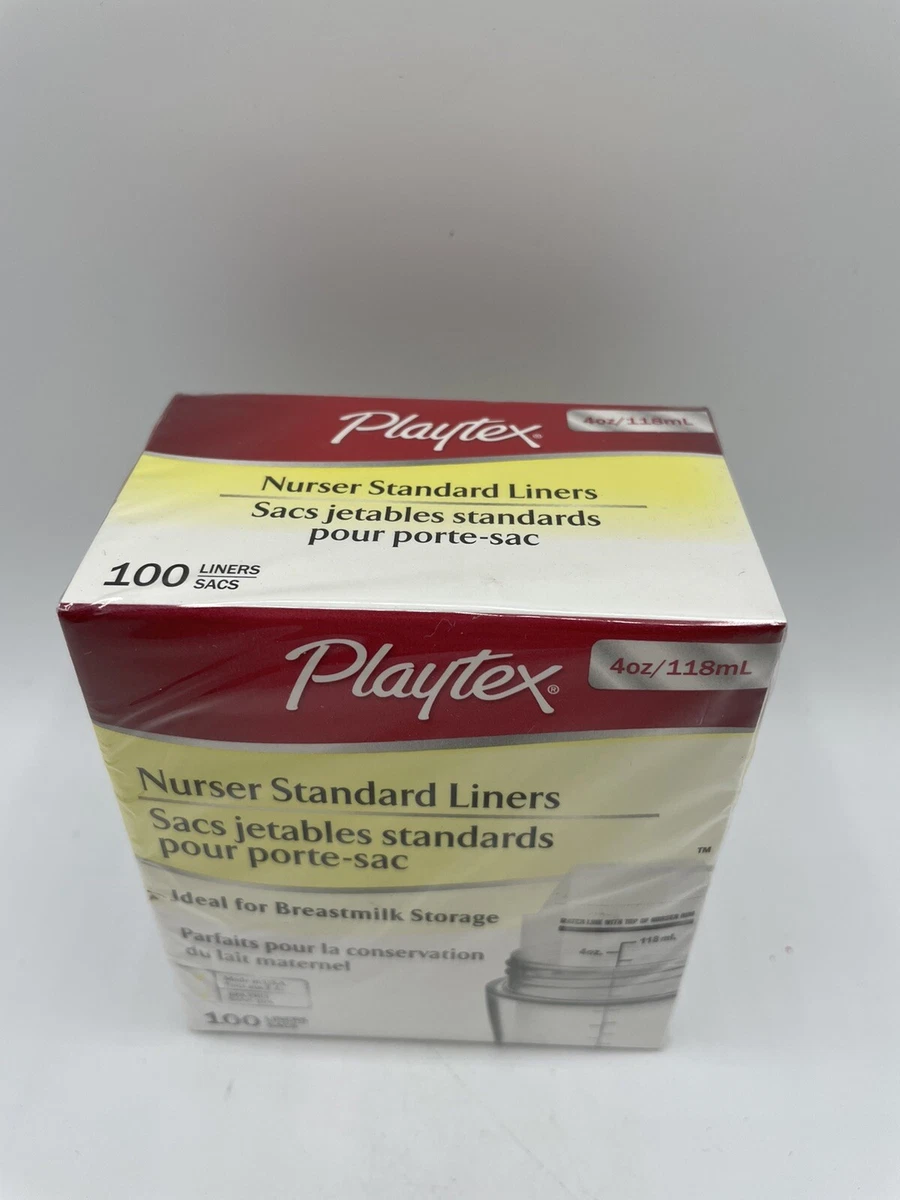 Playtex®
4oz/118mL
Nurser Standard Liners
Sacs jetables standards
pour porte-sac
100 LINERS
SACS
Playtex®
4oz/118mL
Nurser Standard Liners
Sacs jetables standards
pour porte-sac
TM
Ideal for Breastmilk Storage
Parfaits pour la conservation
du lait maternel
118 mL
4oz.
100 LINERS
SACS